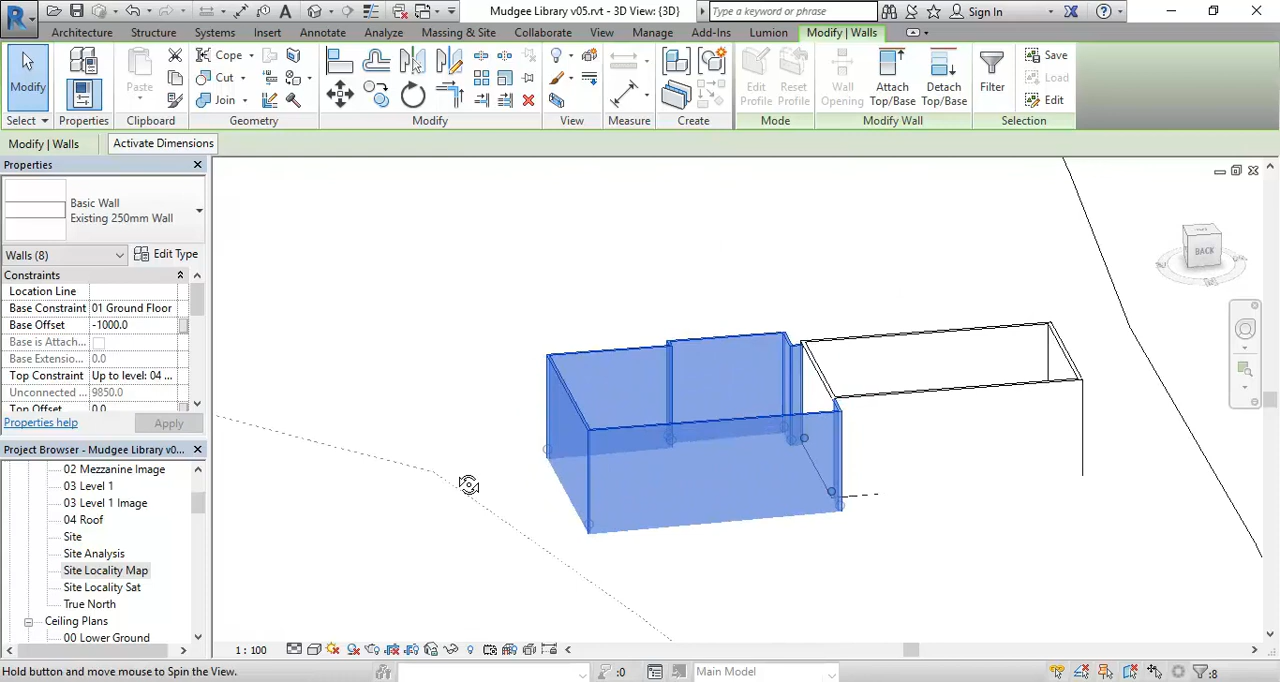 Mudgee Library v05.rvt - 3D View: {3D}
Type a keyword or phrase
Sign In
Architecture Structure Systems Insert Annotate Analyze Massing & Site Collaborate View Manage Add-Ins Lumion Modify | Walls
Modify
Select
Properties
Paste
Clipboard
Cope
Cut
Join
Geometry
Modify
View
Measure
Create
Edit Profile
Reset Profile
Mode
Wall Opening
Attach Top/Base
Detach Top/Base
Modify Wall
Filter
Save
Load
Edit
Selection
Modify | Walls
Activate Dimensions
Properties
Basic Wall
Existing 250mm Wall
Walls (8)
Edit Type
Constraints
Location Line
Base Constraint 01 Ground Floor
Base Offset -1000.0
Base is Attach...
Base Extensio... 0.0
Top Constraint Up to level: 04 ...
Unconnected ... 9850.0
Top Offset 0.0
Properties help
Apply
Project Browser - Mudgee Library v0...
02 Mezzanine Image
03 Level 1
03 Level 1 Image
04 Roof
Site
Site Analysis
Site Locality Map
Site Locality Sat
True North
Ceiling Plans
00 Lower Ground
BACK
1 : 100
Hold button and move mouse to Spin the View.
:0
Main Model
:8